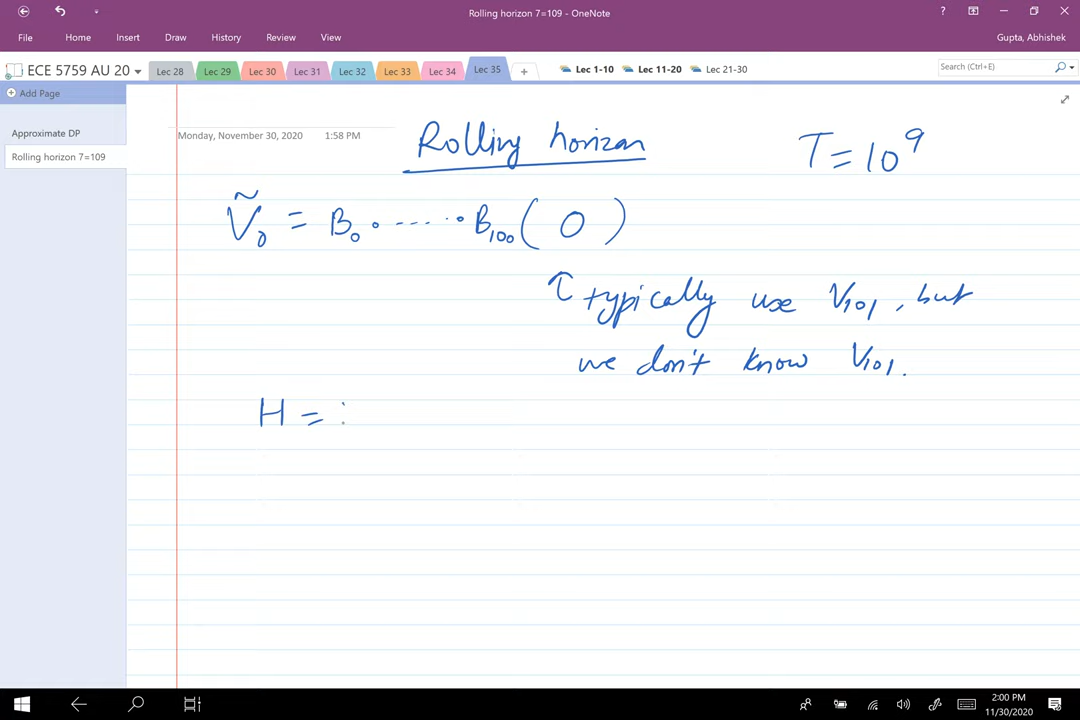 Rolling horizon 7=109 - OneNote
Gupta, Abhishek
File Home Insert Draw History Review View
ECE 5759 AU 20 Lec 28 Lec 29 Lec 30 Lec 31 Lec 32 Lec 33 Lec 34 Lec 35 Lec 1-10 Lec 11-20 Lec 21-30 Search (Ctrl+E)
Add Page
Approximate DP
Rolling horizon 7=109
Monday, November 30, 2020 1:58 PM
Rolling horizon T = 10⁹
Ṽ₀ = B₀ · ---- ·· B₁₀₀ ( 0 )
↑ typically use V₁₀₁, but
we don't know V₁₀₁.
H =
2:00 PM
11/30/2020